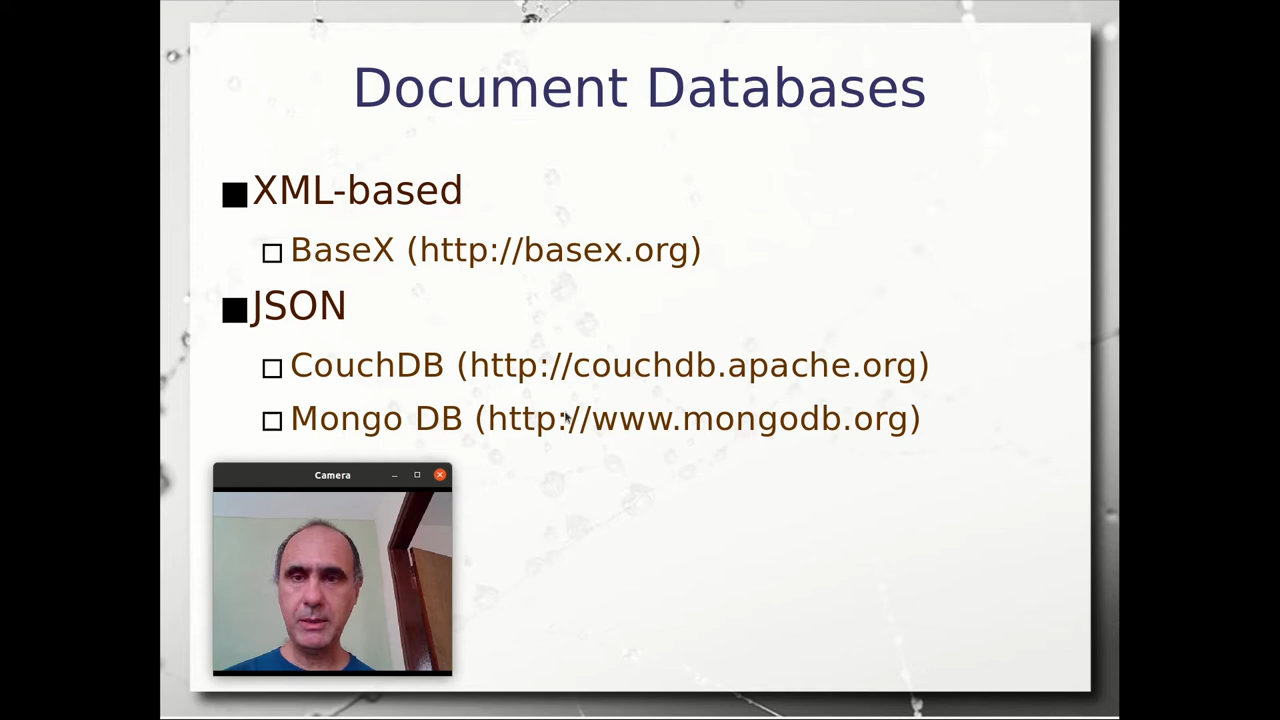 Document Databases
XML-based
BaseX (http://basex.org)
JSON
CouchDB (http://couchdb.apache.org)
Mongo DB (http://www.mongodb.org)
Camera